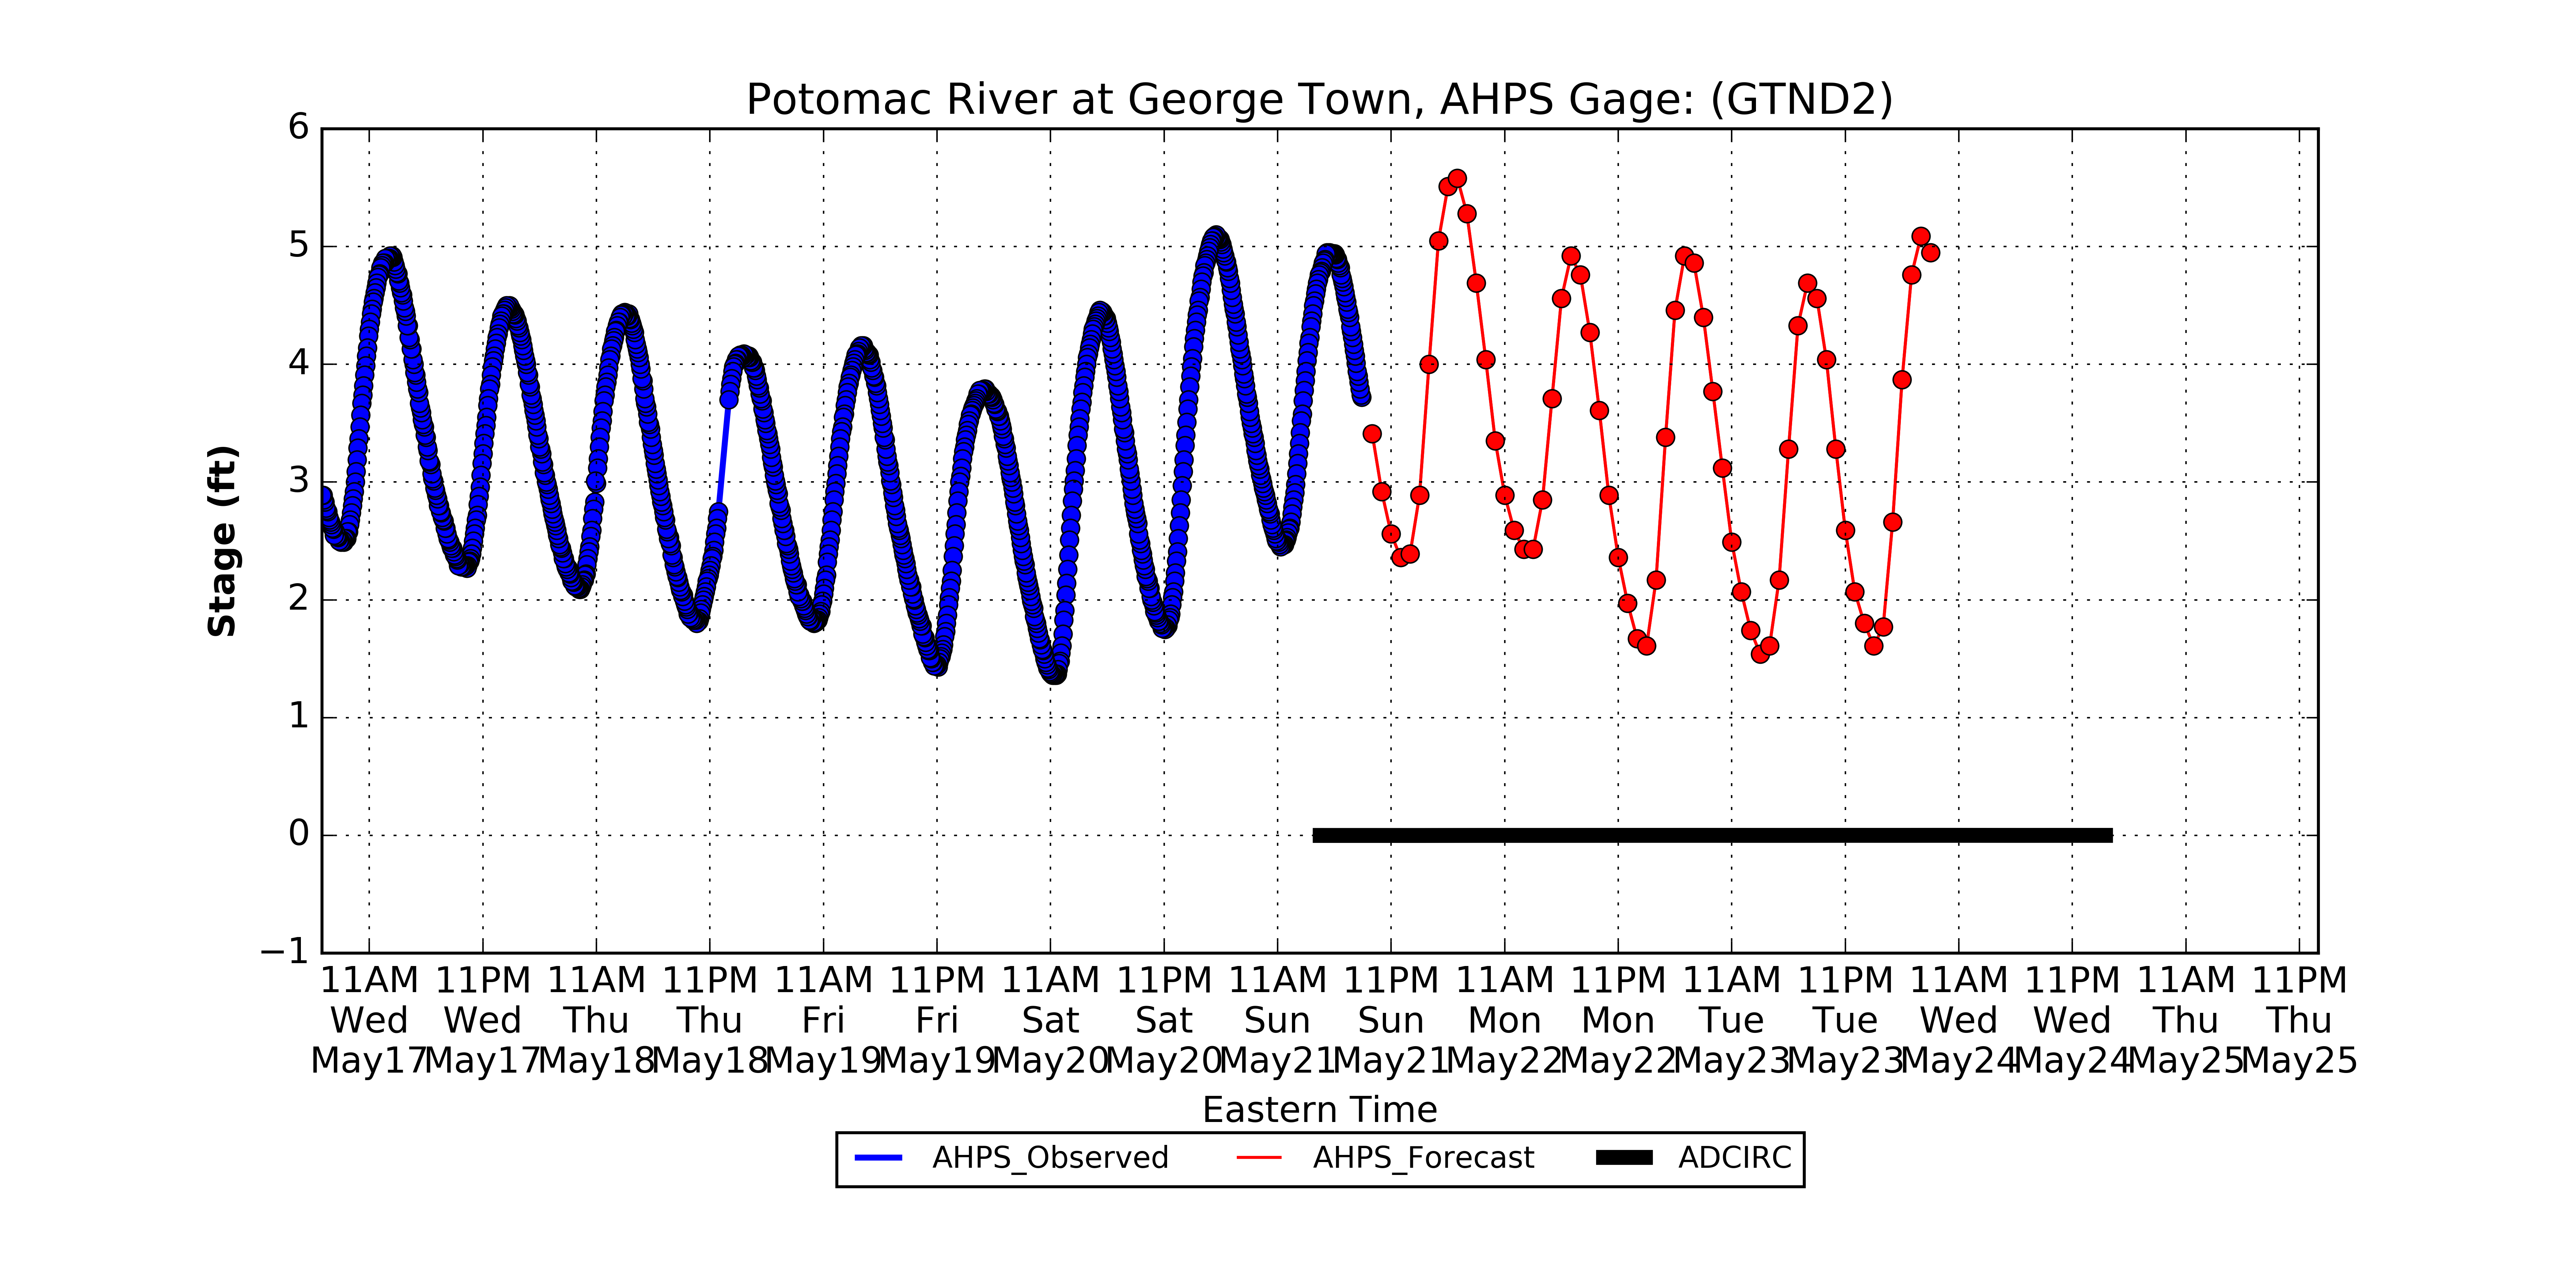 Potomac River at George Town, AHPS Gage: (GTND2)
6
5
4
3
2
1
0
−1
Stage (ft)
11AM 11PM 11AM 11PM 11AM 11PM 11AM 11PM 11AM 11PM 11AM 11PM 11AM 11PM 11AM 11PM 11AM 11PM
Wed Wed Thu Thu Fri Fri Sat Sat Sun Sun Mon Mon Tue Tue Wed Wed Thu Thu
May17 May17 May18 May18 May19 May19 May20 May20 May21 May21 May22 May22 May23 May23 May24 May24 May25 May25
Eastern Time
AHPS_Observed AHPS_Forecast ADCIRC